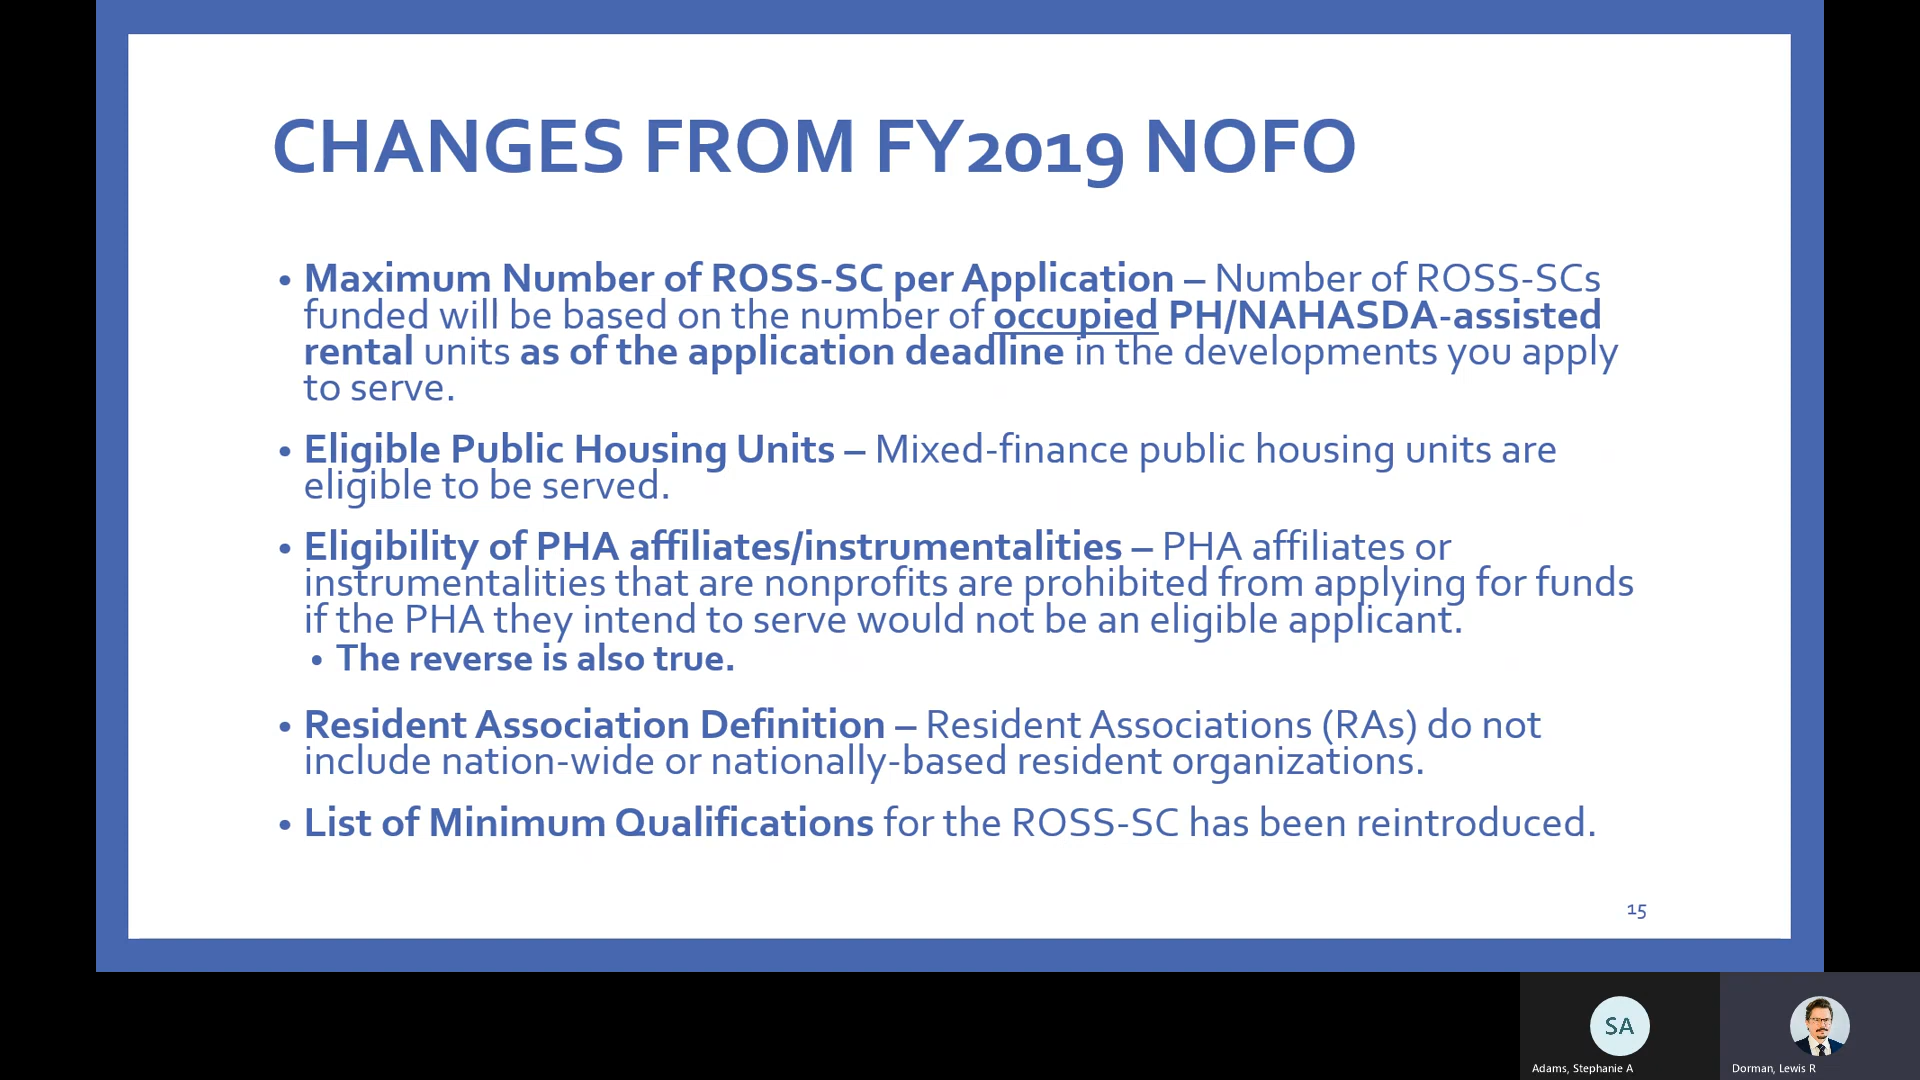 CHANGES FROM FY2019 NOFO
• Maximum Number of ROSS-SC per Application – Number of ROSS-SCs
funded will be based on the number of occupied PH/NAHASDA-assisted
rental units as of the application deadline in the developments you apply
to serve.
• Eligible Public Housing Units – Mixed-finance public housing units are
eligible to be served.
• Eligibility of PHA affiliates/instrumentalities – PHA affiliates or
instrumentalities that are nonprofits are prohibited from applying for funds
if the PHA they intend to serve would not be an eligible applicant.
• The reverse is also true.
• Resident Association Definition – Resident Associations (RAs) do not
include nation-wide or nationally-based resident organizations.
• List of Minimum Qualifications for the ROSS-SC has been reintroduced.
15
SA
Adams, Stephanie A
Dorman, Lewis R